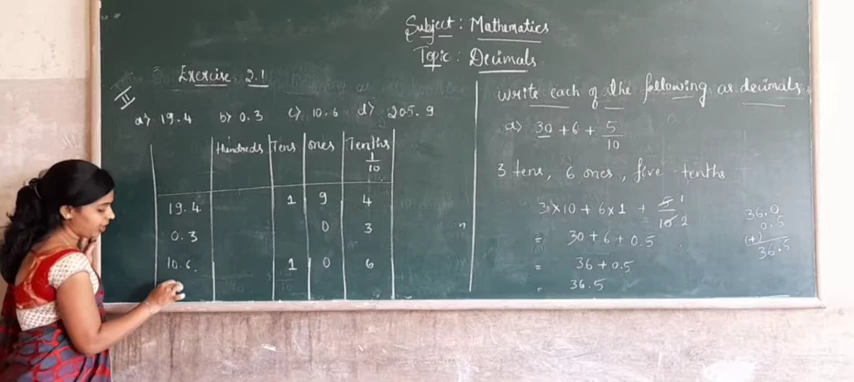 Subject : Mathematics
Topic : Decimals
Exercise 2.1
II
a) 19.4 b) 0.3 c) 10.6 d) 205.9
Hundreds Tens Ones Tenths 1/10
19.4 1 9 4
0.3 0 3 "
10.6. 1 0 6
Write each of the following as decimals
a) 30 + 6 + 5/10
3 tens, 6 ones, five tenths
3 × 10 + 6 × 1 + 5/10 1 2
= 30 + 6 + 0.5
= 36 + 0.5
= 36.5
36.0
0.5
(+)
36.5